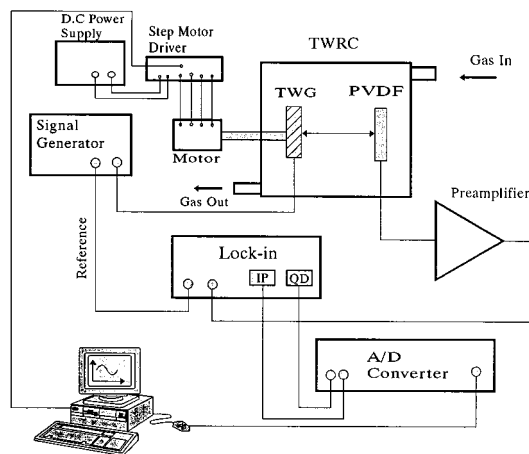 D.C Power
Supply
Step Motor
Driver
TWRC
Gas In
TWG
PVDF
Signal
Generator
Motor
Gas Out
Preamplifier
Reference
Lock-in
IP
QD
A/D
Converter